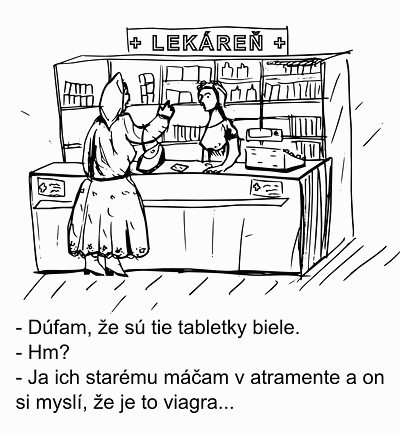 + LEKÁREŇ +
- Dúfam, že sú tie tabletky biele.
- Hm?
- Ja ich starému máčam v atramente a on
si myslí, že je to viagra...